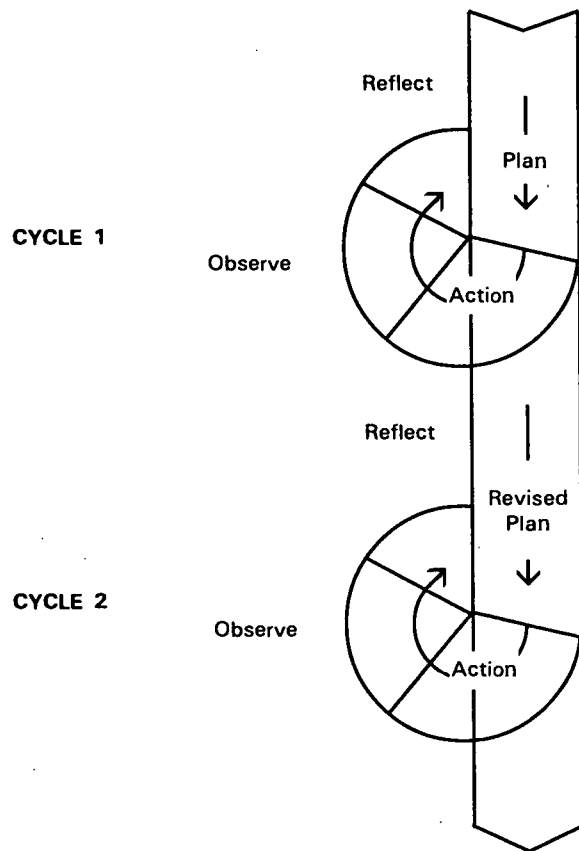 Reflect
Plan
CYCLE 1
Observe
Action
Reflect
Revised
Plan
CYCLE 2
Observe
Action